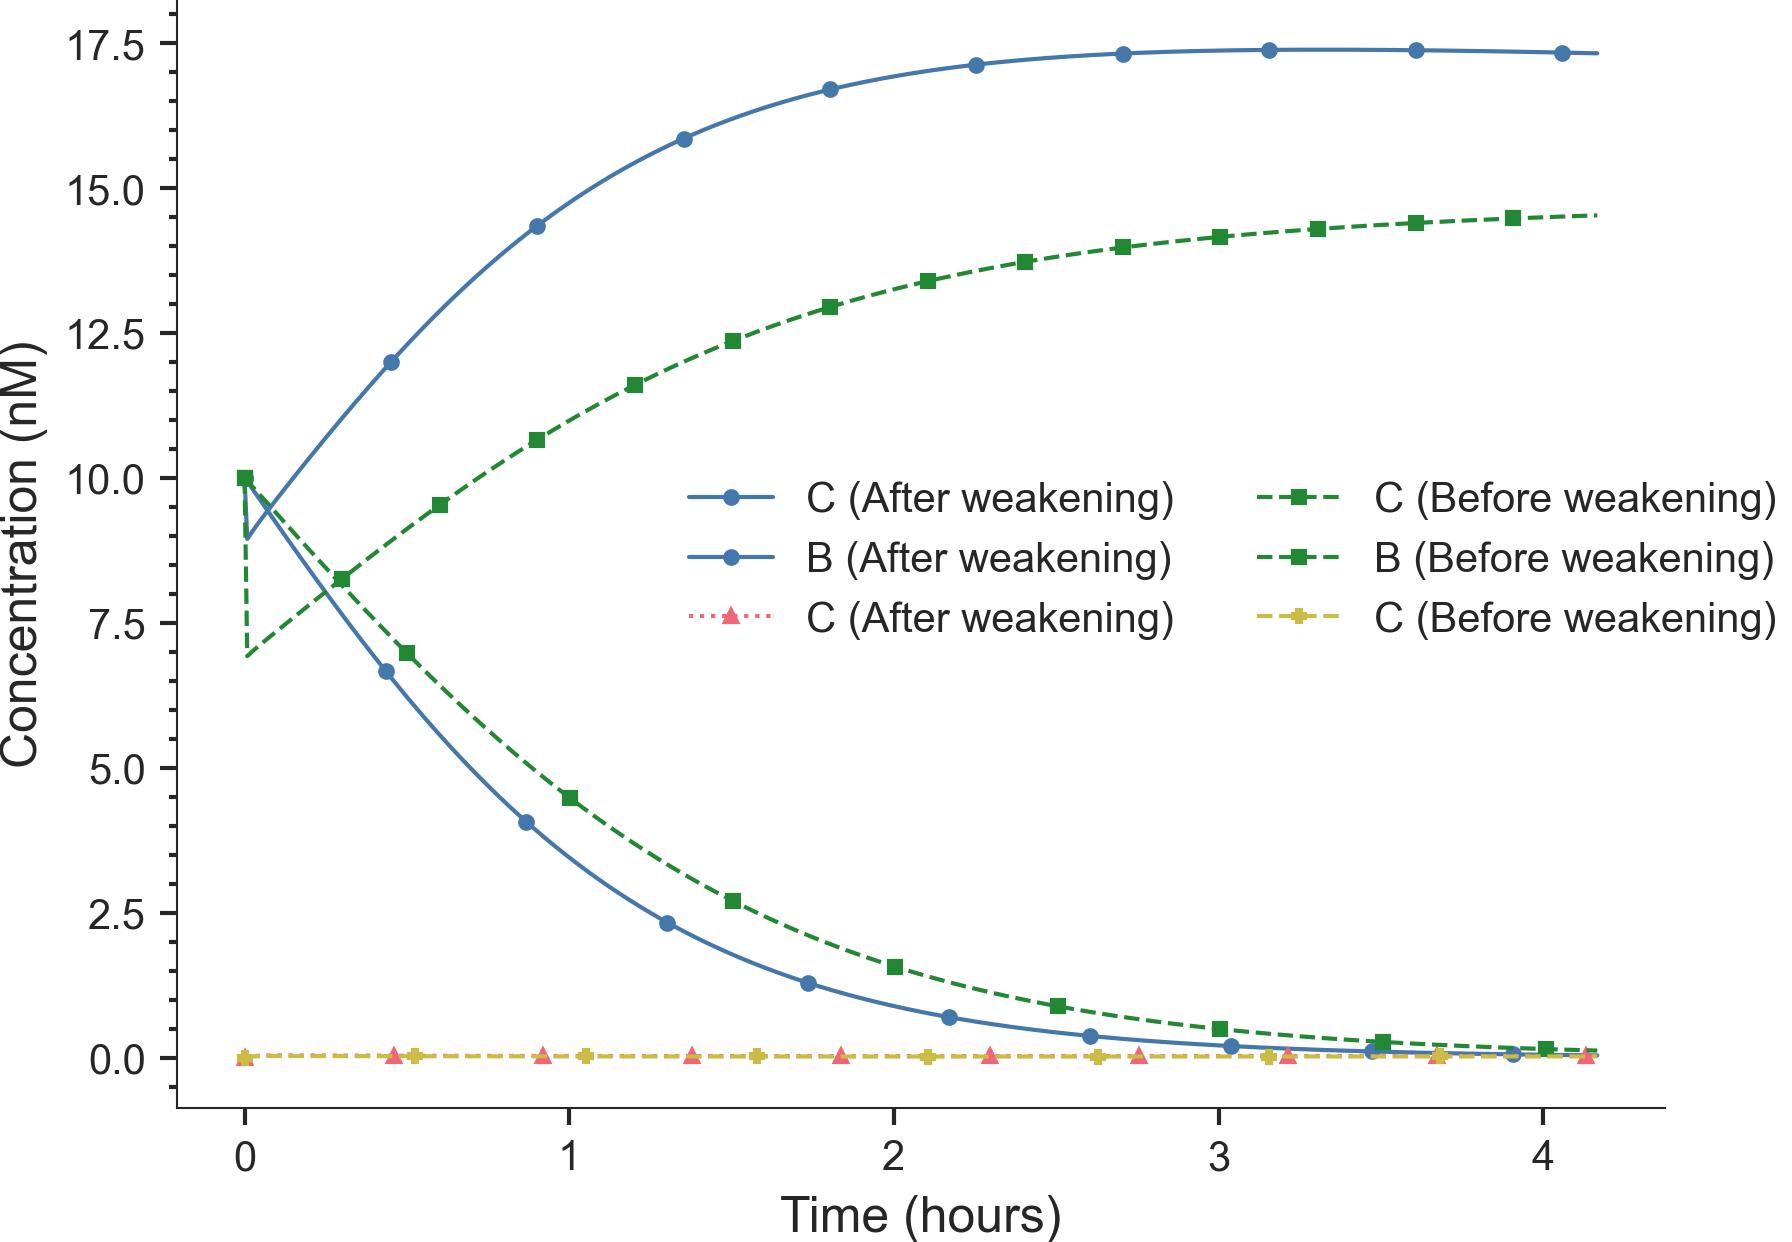 17.5
15.0
12.5
10.0
7.5
5.0
2.5
0.0
Concentration (nM)
C (After weakening)
B (After weakening)
C (After weakening)
C (Before weakening)
B (Before weakening)
C (Before weakening)
0 1 2 3 4
Time (hours)